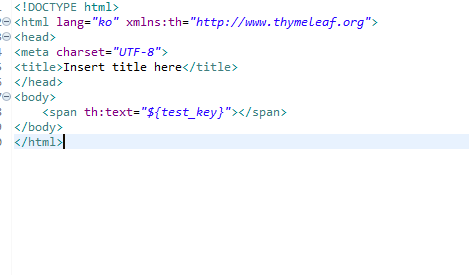 <!DOCTYPE html>
<html lang="ko" xmlns:th="http://www.thymeleaf.org">
<head>
<meta charset="UTF-8">
<title>Insert title here</title>
</head>
<body>
    <span th:text="${test_key}"></span>
</body>
</html>